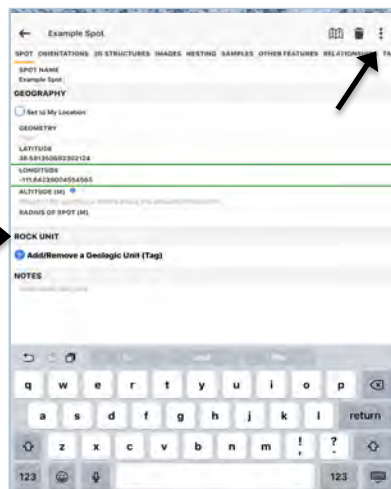 Example Spot
SPOT ORIENTATIONS 3D STRUCTURES IMAGES NESTING SAMPLES OTHER FEATURES RELATIONSHIPS TA
SPOT NAME
Example Spot
GEOGRAPHY
Set to My Location
GEOMETRY
LATITUDE
38.581350692302124
LONGITUDE
ALTITUDE (M)
RADIUS OF SPOT (M)
ROCK UNIT
Add/Remove a Geologic Unit (Tag)
NOTES
q w e r t y u i o p
a s d f g h j k l return
z x c v b n m ! , ? .
123 123